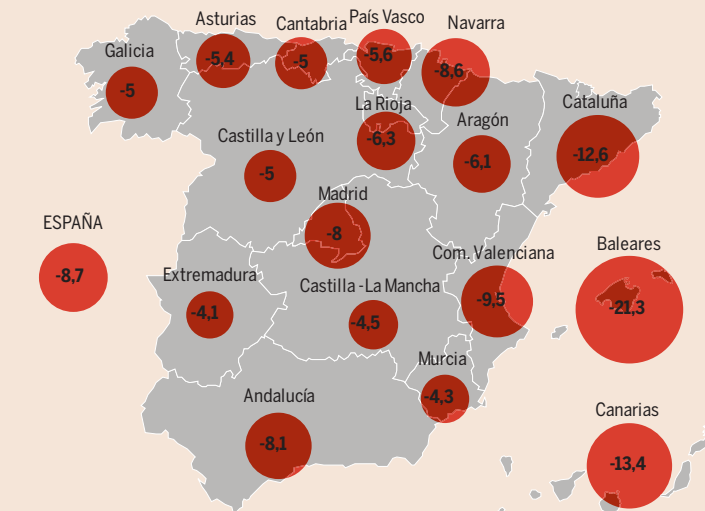 Asturias
-5,4
Cantabria
-5
País Vasco
-5,6
Navarra
-8,6
Galicia
-5
La Rioja
-6,3
Aragón
-6,1
Cataluña
-12,6
Castilla y León
-5
Madrid
-8
ESPAÑA
-8,7
Extremadura
-4,1
Castilla -La Mancha
-4,5
Com. Valenciana
-9,5
Baleares
-21,3
Murcia
-4,3
Andalucía
-8,1
Canarias
-13,4